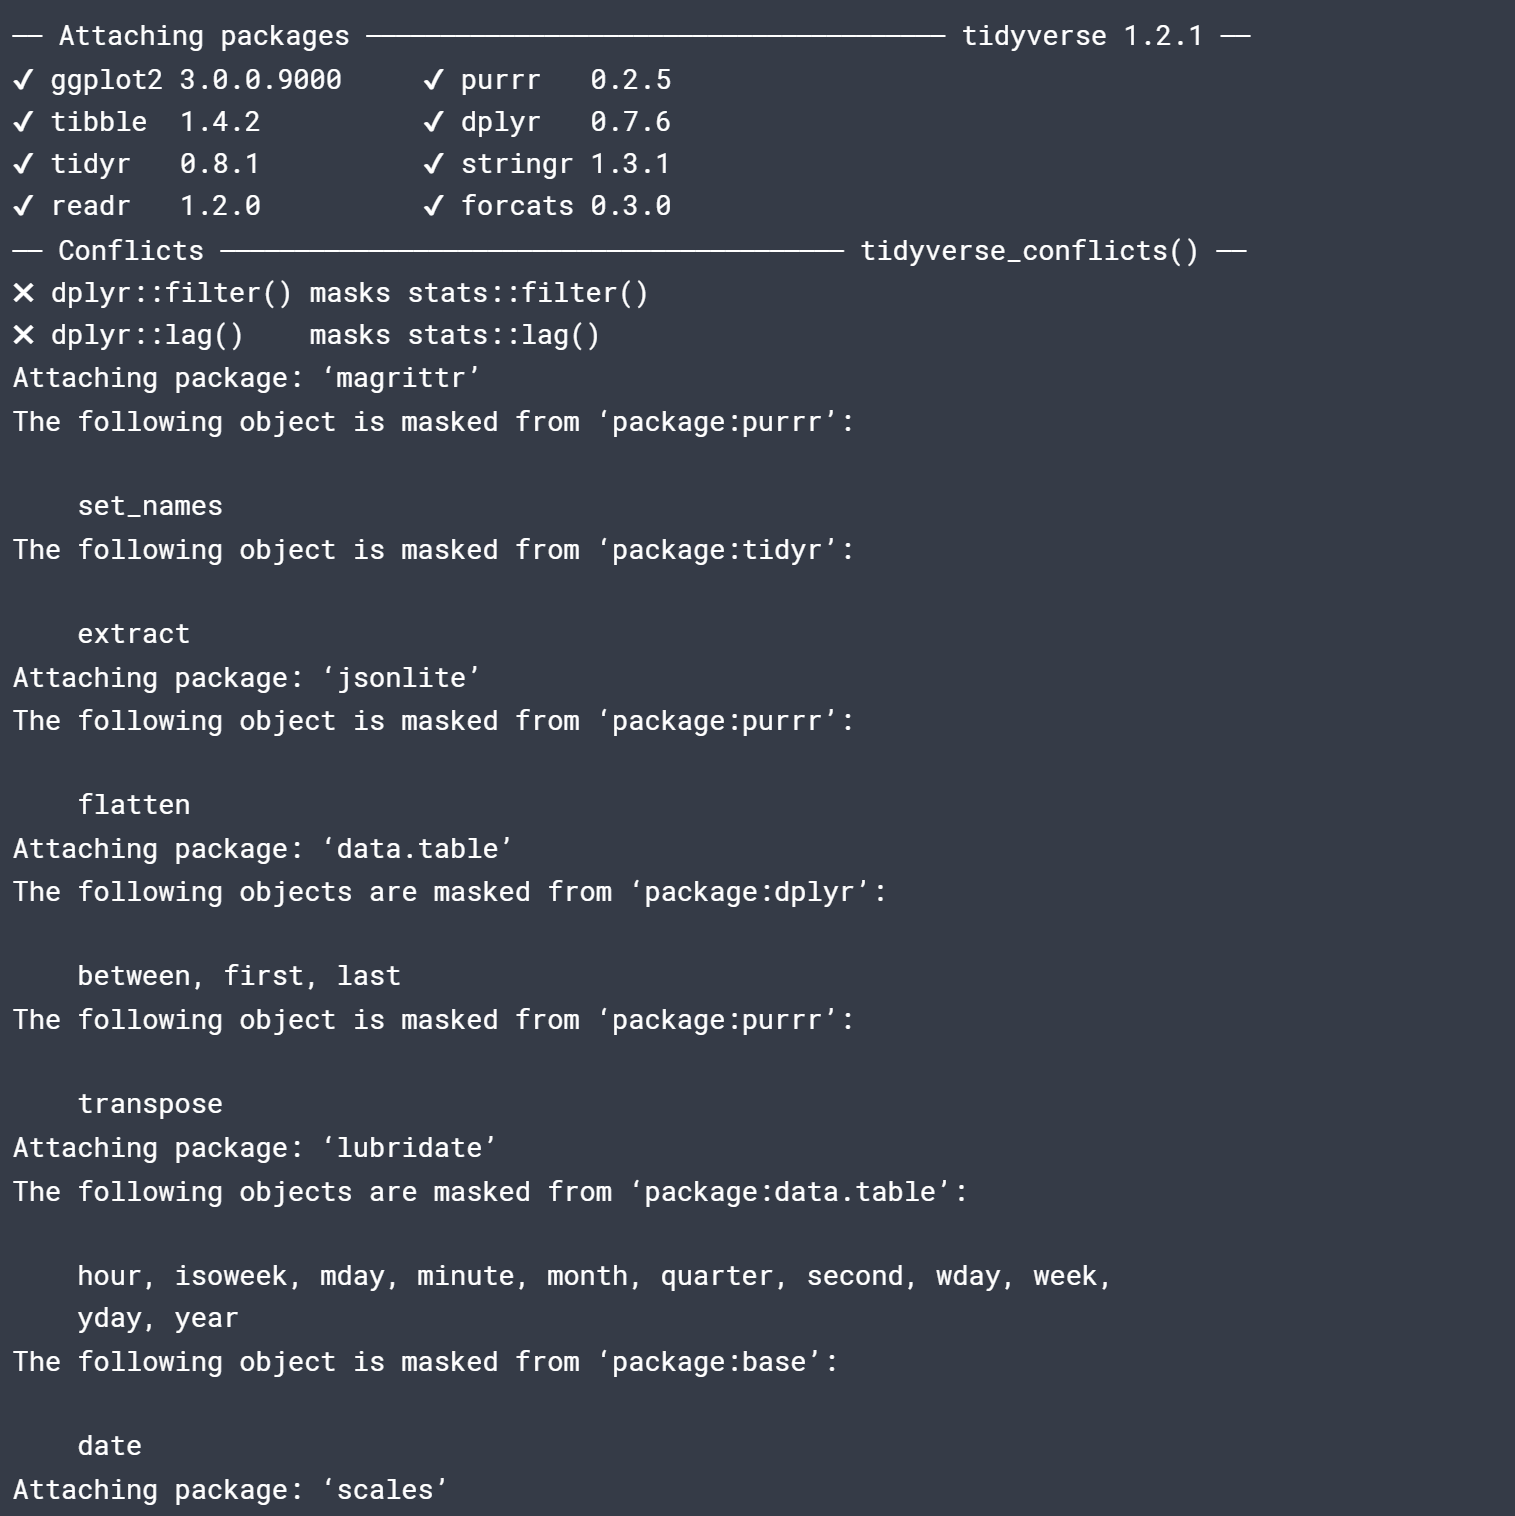 ── Attaching packages ──────────────────────────────────── tidyverse 1.2.1 ──
✔ ggplot2 3.0.0.9000     ✔ purrr   0.2.5
✔ tibble  1.4.2          ✔ dplyr   0.7.6
✔ tidyr   0.8.1          ✔ stringr 1.3.1
✔ readr   1.2.0          ✔ forcats 0.3.0
── Conflicts ─────────────────────────────────────── tidyverse_conflicts() ──
✖ dplyr::filter() masks stats::filter()
✖ dplyr::lag()    masks stats::lag()
Attaching package: ‘magrittr’
The following object is masked from ‘package:purrr’:

    set_names
The following object is masked from ‘package:tidyr’:

    extract
Attaching package: ‘jsonlite’
The following object is masked from ‘package:purrr’:

    flatten
Attaching package: ‘data.table’
The following objects are masked from ‘package:dplyr’:

    between, first, last
The following object is masked from ‘package:purrr’:

    transpose
Attaching package: ‘lubridate’
The following objects are masked from ‘package:data.table’:

    hour, isoweek, mday, minute, month, quarter, second, wday, week,
    yday, year
The following object is masked from ‘package:base’:

    date
Attaching package: ‘scales’